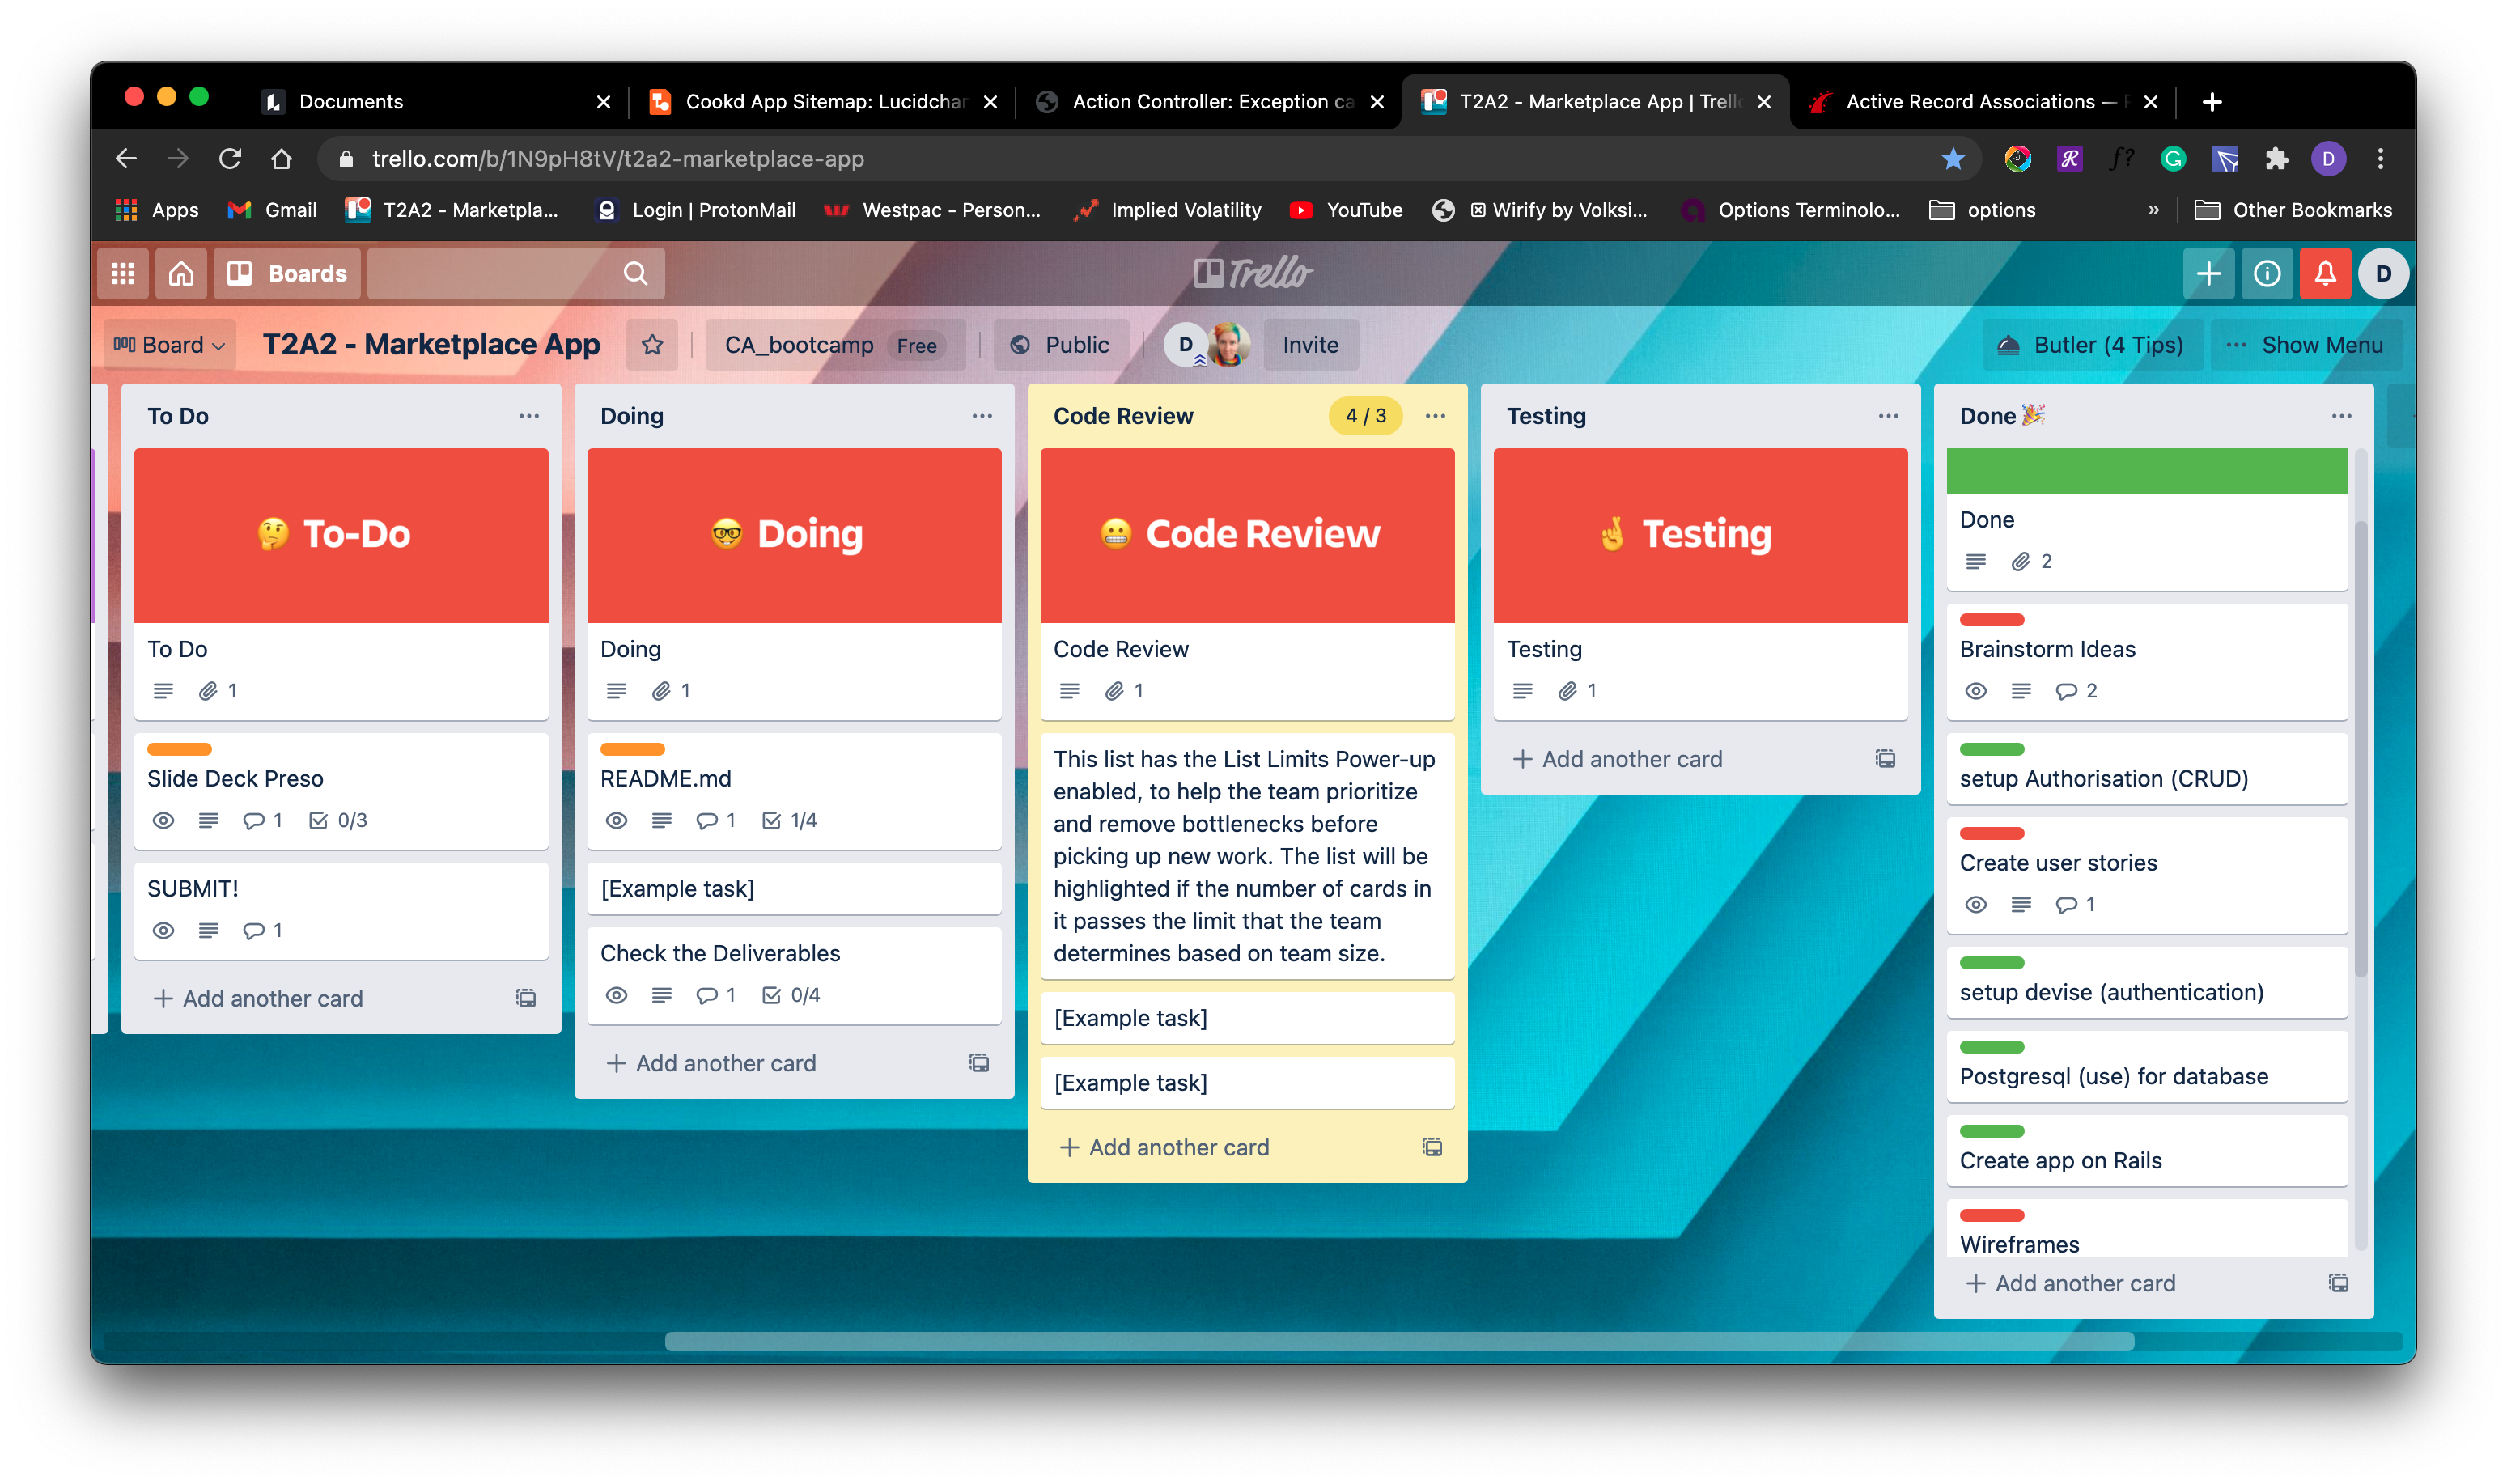 Documents
Cookd App Sitemap: Lucidchar
Action Controller: Exception ca
T2A2 - Marketplace App | Trell
Active Record Associations —
trello.com/b/1N9pH8tV/t2a2-marketplace-app
f?
D
Apps
Gmail
T2A2 - Marketpla...
Login | ProtonMail
Westpac - Person...
Implied Volatility
YouTube
Wirify by Volksi...
Options Terminolo...
options
»
Other Bookmarks
Boards
Trello
D
Board
T2A2 - Marketplace App
CA_bootcamp Free
Public
D
Invite
Butler (4 Tips)
... Show Menu
To Do
🤔 To-Do
To Do
1
Slide Deck Preso
1 0/3
SUBMIT!
1
+ Add another card
Doing
🤓 Doing
Doing
1
README.md
1 1/4
[Example task]
Check the Deliverables
1 0/4
+ Add another card
Code Review 4 / 3
😬 Code Review
Code Review
1
This list has the List Limits Power-up
enabled, to help the team prioritize
and remove bottlenecks before
picking up new work. The list will be
highlighted if the number of cards in
it passes the limit that the team
determines based on team size.
[Example task]
[Example task]
+ Add another card
Testing
🤞 Testing
Testing
1
+ Add another card
Done 🎉
Done
2
Brainstorm Ideas
2
setup Authorisation (CRUD)
Create user stories
1
setup devise (authentication)
Postgresql (use) for database
Create app on Rails
Wireframes
+ Add another card